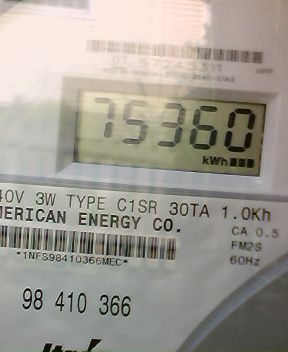 75360
kWh
40V 3W TYPE C1SR 30TA 1.0Kh
MERICAN ENERGY CO.
CA 0.5
FM2S
*1NFS98410366MEC*
60Hz
98 410 366